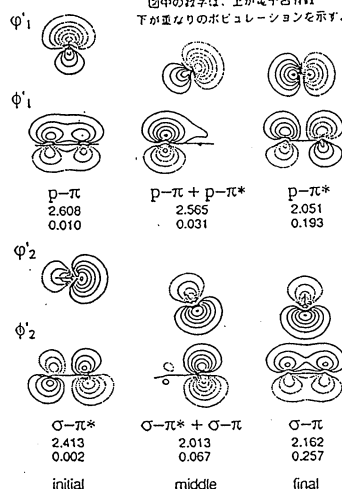 図中の数字は、上が電子占有数
下が重なりのポピュレーションを示す。
φ'1
ϕ'1
p-π
2.608
0.010
p-π + p-π*
2.565
0.031
p-π*
2.051
0.193
φ'2
ϕ'2
σ-π*
2.413
0.002
σ-π* + σ-π
2.013
0.067
σ-π
2.162
0.257
initial
middle
final